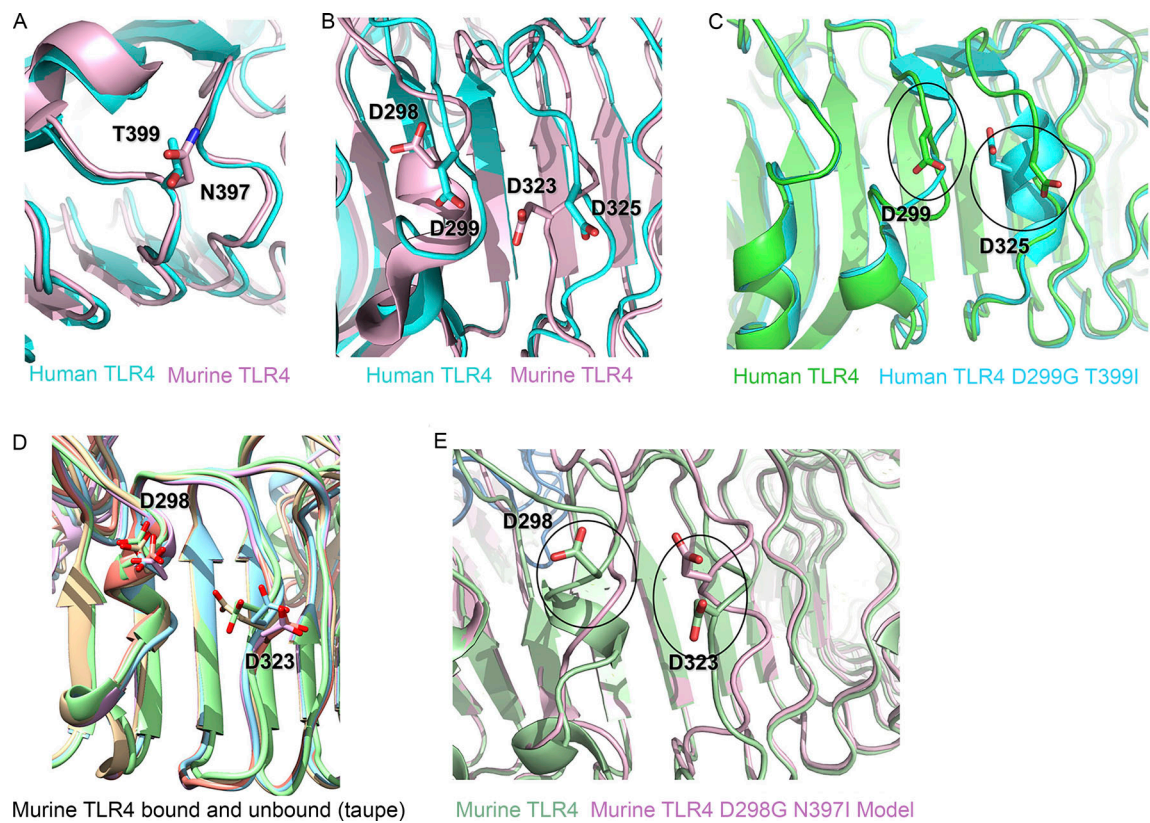 A
T399
N397
Human TLR4 Murine TLR4
B
D298
D323
D299
D325
Human TLR4 Murine TLR4
C
D299
D325
Human TLR4 Human TLR4 D299G T399I
D
D298
D323
Murine TLR4 bound and unbound (taupe)
E
D298
D323
Murine TLR4 Murine TLR4 D298G N397I Model